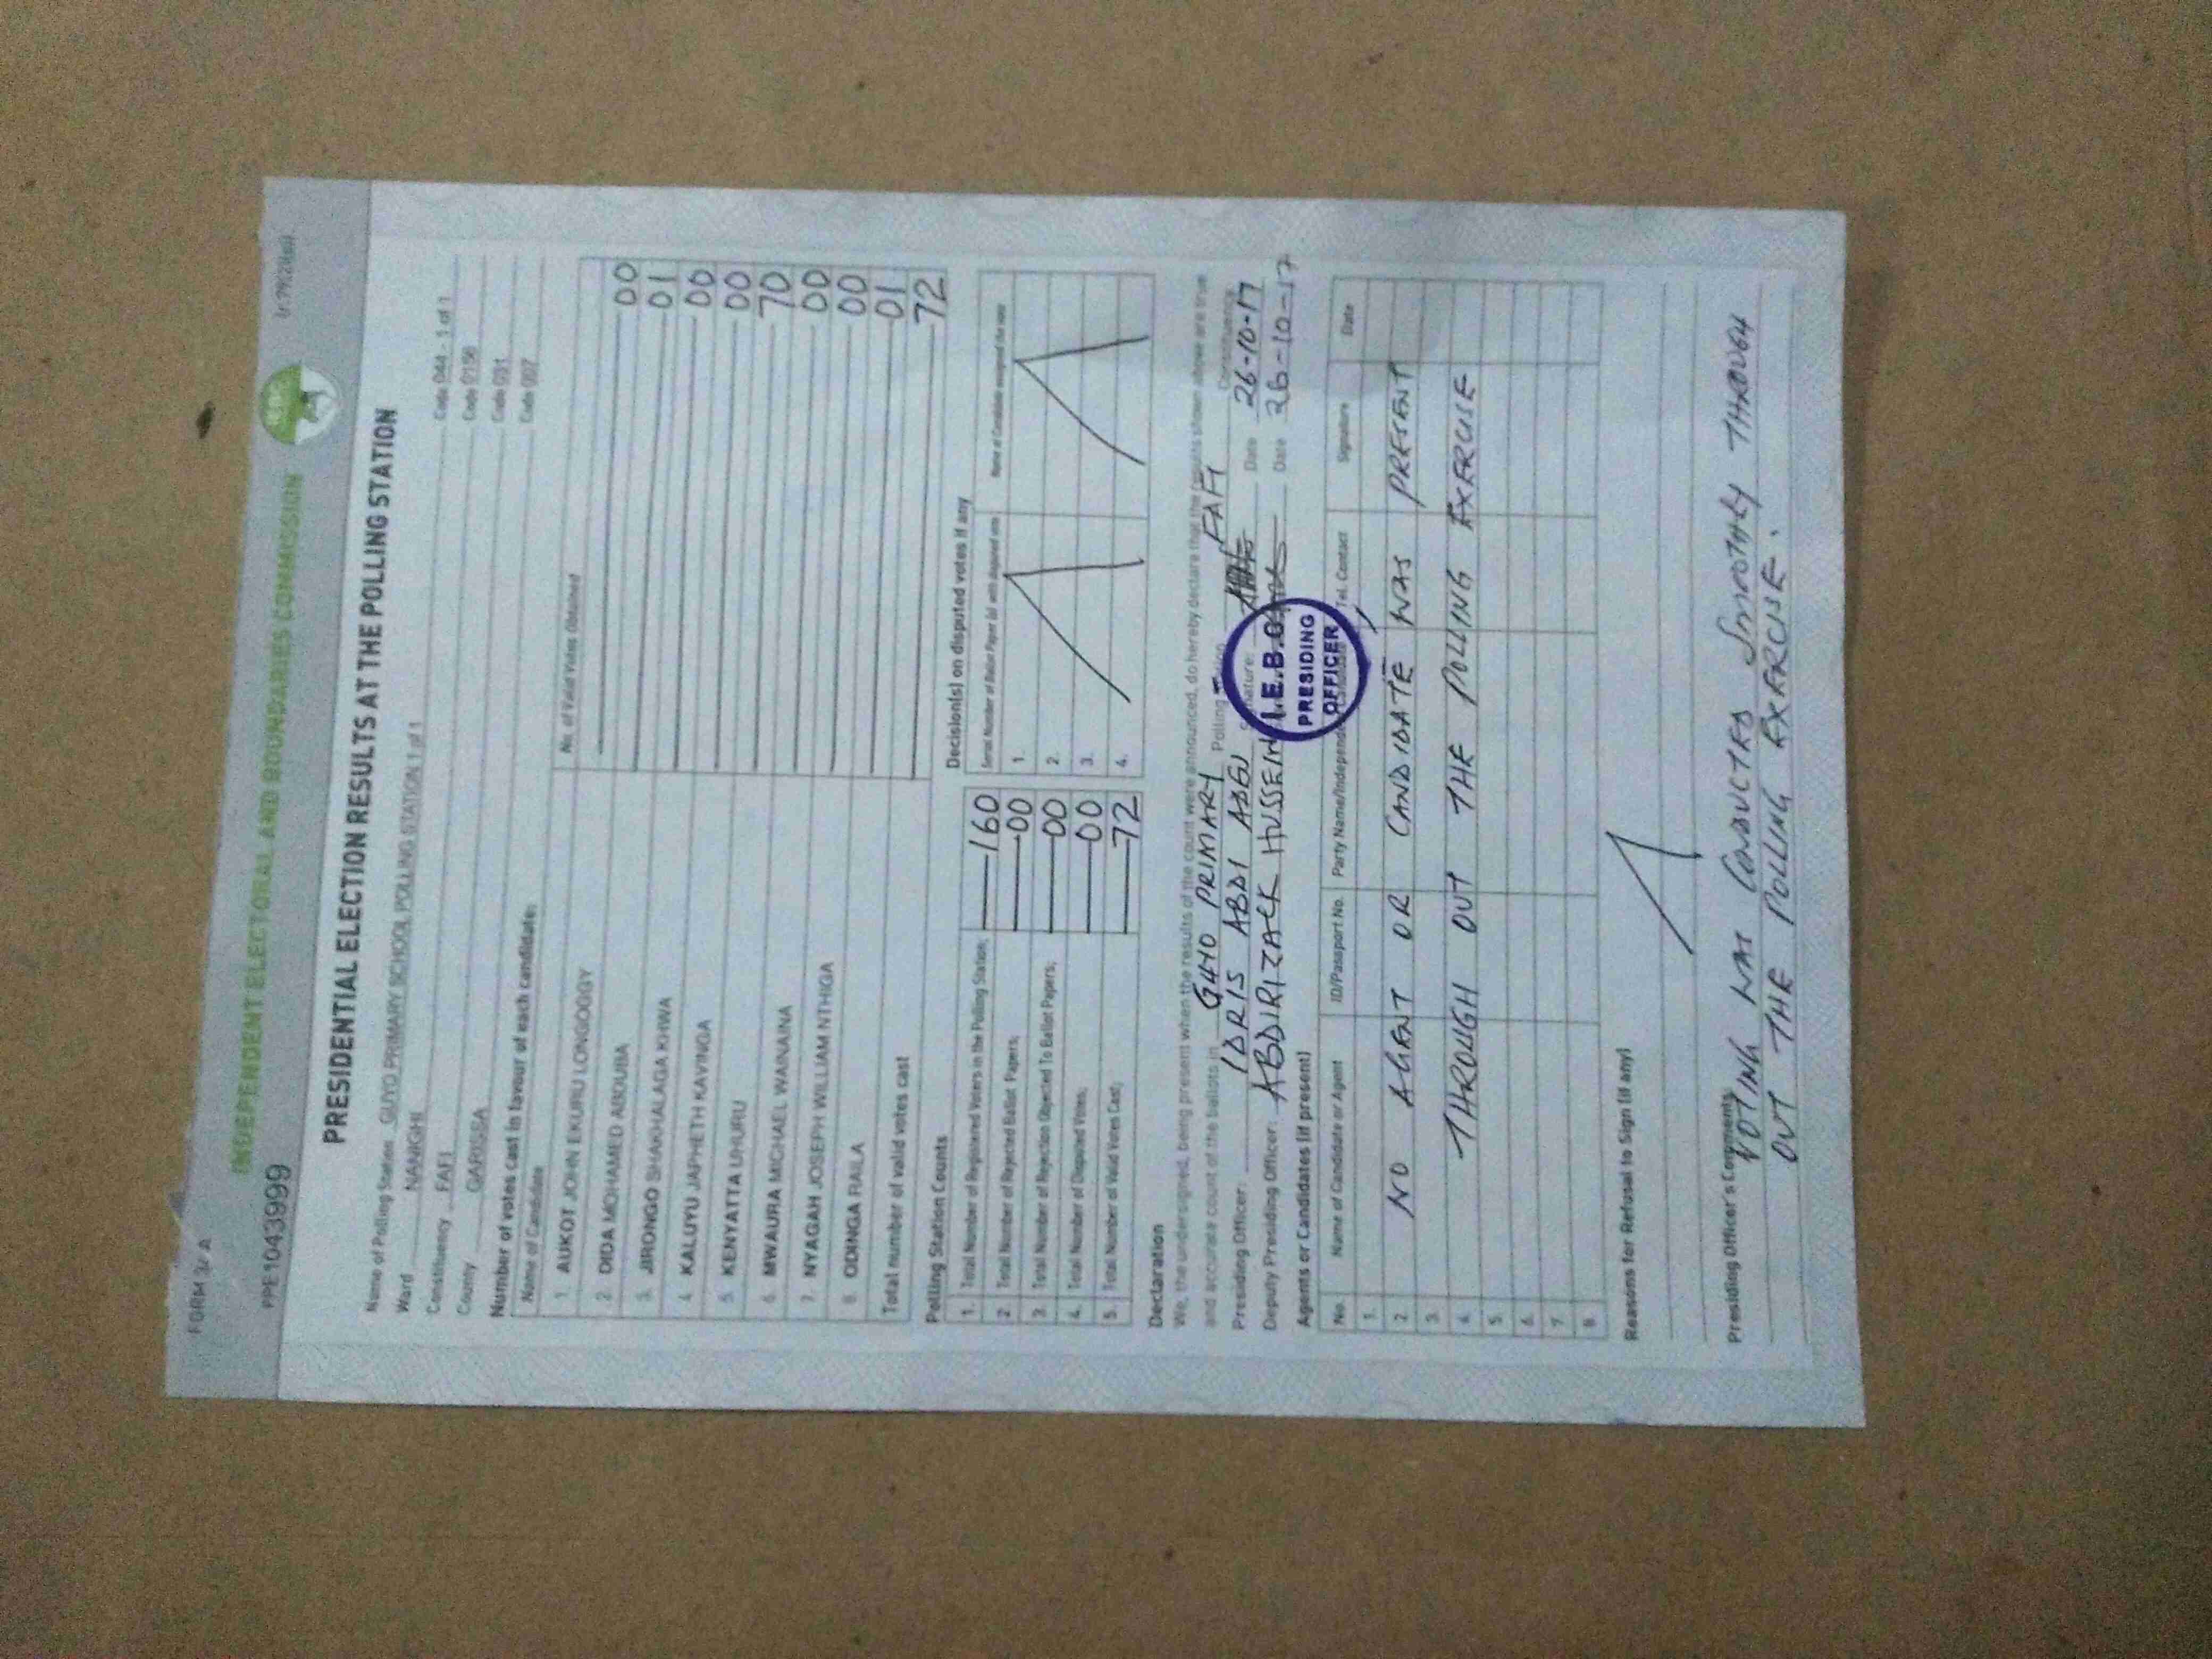 FORM 34 A
INDEPENDENT ELECTORAL AND BOUNDARIES COMMISSION
PPE1043999
PRESIDENTIAL ELECTION RESULTS AT THE POLLING STATION
Name of Polling Station GUYO PRIMARY SCHOOL POLLING STATION 1 of 1 Code 044 1 of 1
Ward NANIGHI Code 0156
Constituency FAFI Code 031
County GARISSA Code 007
Number of votes cast in favour of each candidate:
Name of Candidate No. of Valid Votes Obtained
1. AUKOT JOHN EKURU LONGOGGY 00
2. DIDA MOHAMED ABDUBA 01
3. JIRONGO SHAKHALAGA KHWA 00
4. KALUYU JAPHETH KAVINGA 00
5. KENYATTA UHURU 70
6. MWAURA MICHAEL WAINAINA 00
7. NYAGAH JOSEPH WILLIAM NTHIGA 00
8. ODINGA RAILA 01
Total number of valid votes cast 72
Polling Station Counts
1. Total Number of Registered Voters in the Polling Station; 160
2. Total Number of Rejected Ballot Papers; 00
3. Total Number of Rejection Objected To Ballot Papers; 00
4. Total Number of Disputed Votes; 00
5. Total Number of Valid Votes Cast; 72
Decision(s) on disputed votes if any
Serial Number of Ballot Paper (s) with disputed vote Name of Candidate assigned the vote
1.
2.
3.
4.
Declaration
We, the undersigned, being present when the results of the count were announced, do hereby declare that the results shown above are true
and accurate count of the ballots in GUYO PRIMARY Polling Station FAFI Constituency
Presiding Officer: IDRIS ABDI ADEN Signature: Date 26-10-17
Deputy Presiding Officer: ABDIRIZACK HUSSEIN Date 26-10-17
I.E.B.C
PRESIDING
OFFICER
Agents or Candidates (if present)
No. Name of Candidate or Agent ID/Passport No. Party Name/Independent Candidate Tel. Contact Signature Date
1.
2. NO AGENT OR CANDIDATE WAS PRESENT
3.
4. THROUGH OUT THE POLLING EXERCISE
5.
6.
7.
8.
Reasons for Refusal to Sign (if any)
Presiding Officer's Comments
VOTING WAS CONDUCTED SMOOTHLY THROUGH
OUT THE POLLING EXERCISE.